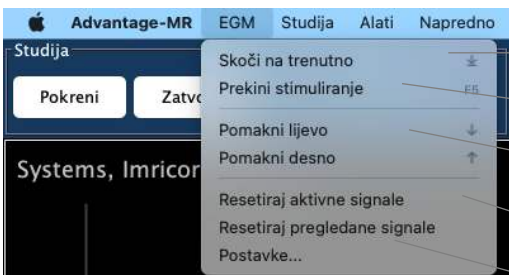 Advantage-MR EGM Studija Alati Napredno
Studija
Pokreni Zatvo
Skoči na trenutno
Prekini stimuliranje F5
Pomakni lijevo
Pomakni desno
Systems, Imricor
Resetiraj aktivne signale
Resetiraj pregledane signale
Postavke...